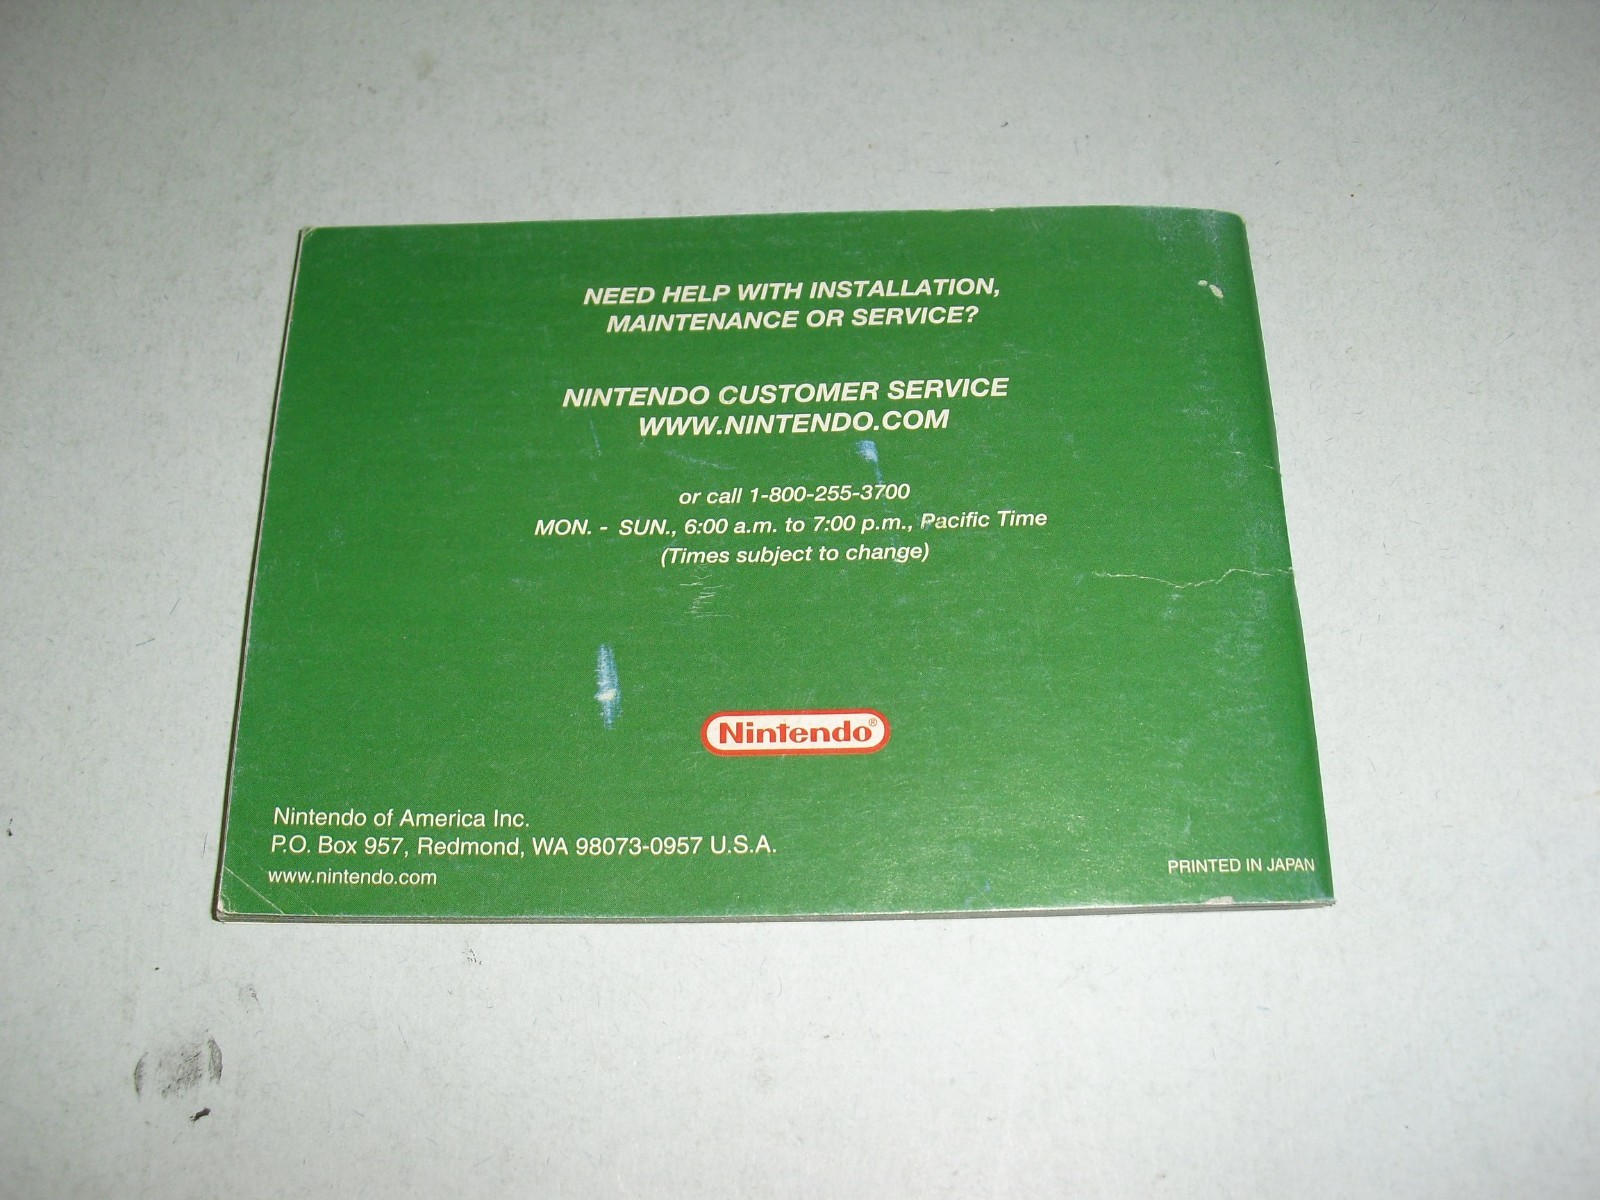 NEED HELP WITH INSTALLATION,
MAINTENANCE OR SERVICE?
NINTENDO CUSTOMER SERVICE
WWW.NINTENDO.COM
or call 1-800-255-3700
MON. - SUN., 6:00 a.m. to 7:00 p.m., Pacific Time
(Times subject to change)
Nintendo®
Nintendo of America Inc.
P.O. Box 957, Redmond, WA 98073-0957 U.S.A.
www.nintendo.com
PRINTED IN JAPAN